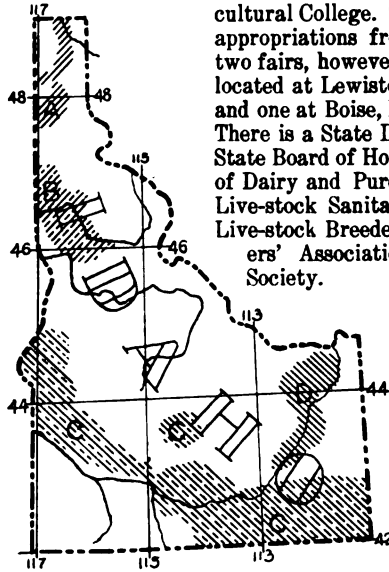 cultural College.
appropriations fr
two fairs, however
located at Lewist
and one at Boise,
There is a State D
State Board of Ho
of Dairy and Pur
Live-stock Sanita
Live-stock Breede
ers' Associati
Society.
117
48
48
A
115
B
46
46
113
IDAHO
D
44
44
C
C
C
42
117
115
113